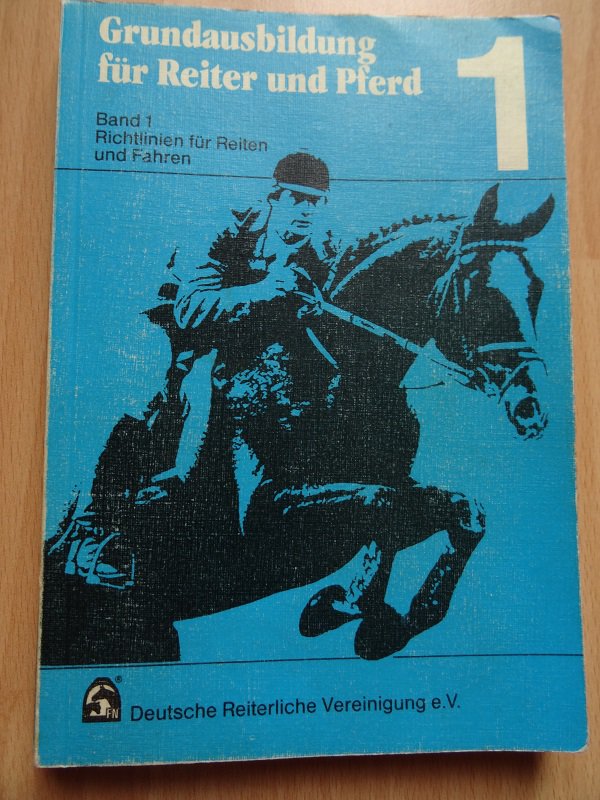 Grundausbildung
für Reiter und Pferd
1
Band 1
Richtlinien für Reiten
und Fahren
FN
®
Deutsche Reiterliche Vereinigung e.V.